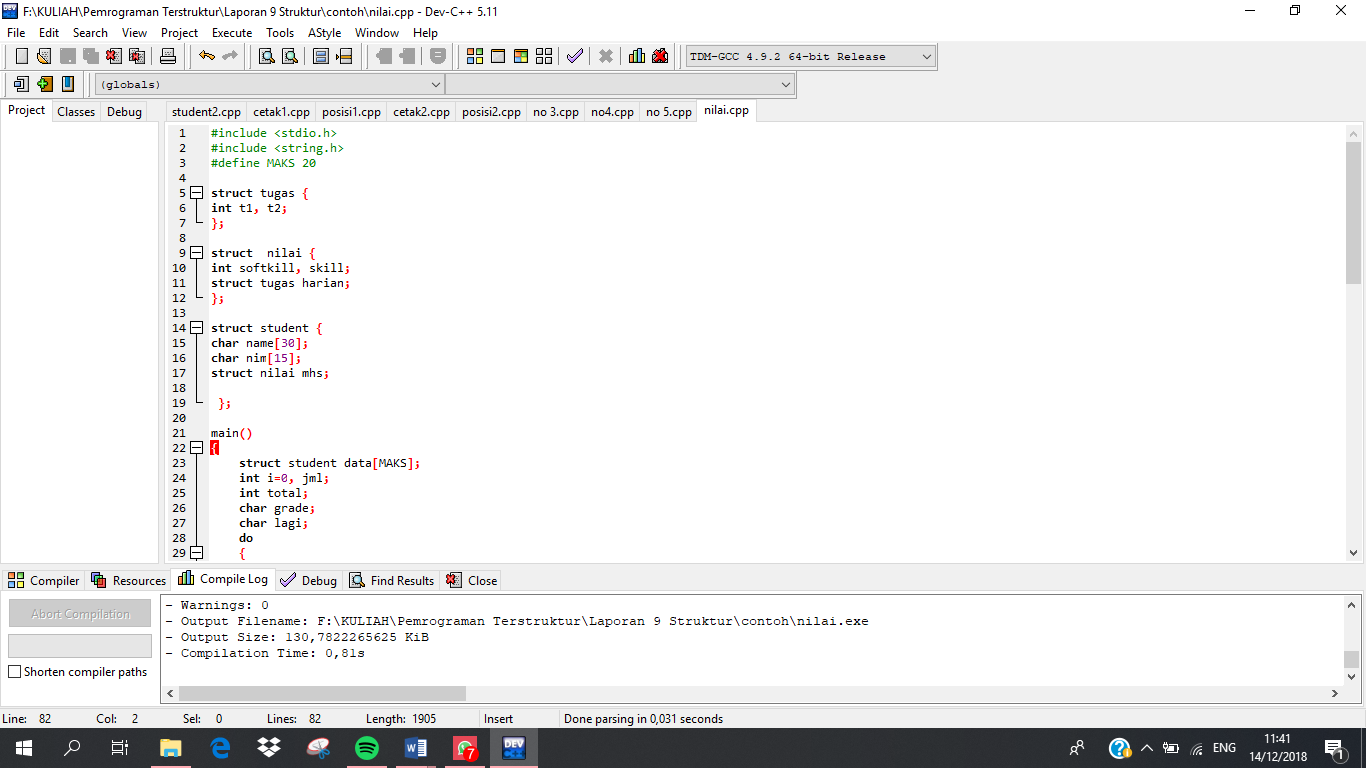 F:\KULIAH\Pemrograman Terstruktur\Laporan 9 Struktur\contoh\nilai.cpp - Dev-C++ 5.11
File Edit Search View Project Execute Tools AStyle Window Help
TDM-GCC 4.9.2 64-bit Release
(globals)
Project Classes Debug student2.cpp cetak1.cpp posisi1.cpp cetak2.cpp posisi2.cpp no 3.cpp no4.cpp no 5.cpp nilai.cpp
1 #include <stdio.h>
2 #include <string.h>
3 #define MAKS 20
4
5 struct tugas {
6 int t1, t2;
7 };
8
9 struct  nilai {
10 int softkill, skill;
11 struct tugas harian;
12 };
13
14 struct student {
15 char name[30];
16 char nim[15];
17 struct nilai mhs;
18
19  };
20
21 main()
22 {
23     struct student data[MAKS];
24     int i=0, jml;
25     int total;
26     char grade;
27     char lagi;
28     do
29     {
Compiler Resources Compile Log Debug Find Results Close
Abort Compilation
Shorten compiler paths
- Warnings: 0
- Output Filename: F:\KULIAH\Pemrograman Terstruktur\Laporan 9 Struktur\contoh\nilai.exe
- Output Size: 130,7822265625 KiB
- Compilation Time: 0,81s
Line: 82 Col: 2 Sel: 0 Lines: 82 Length: 1905 Insert Done parsing in 0,031 seconds
DEV
7
ENG
11:41
14/12/2018
1